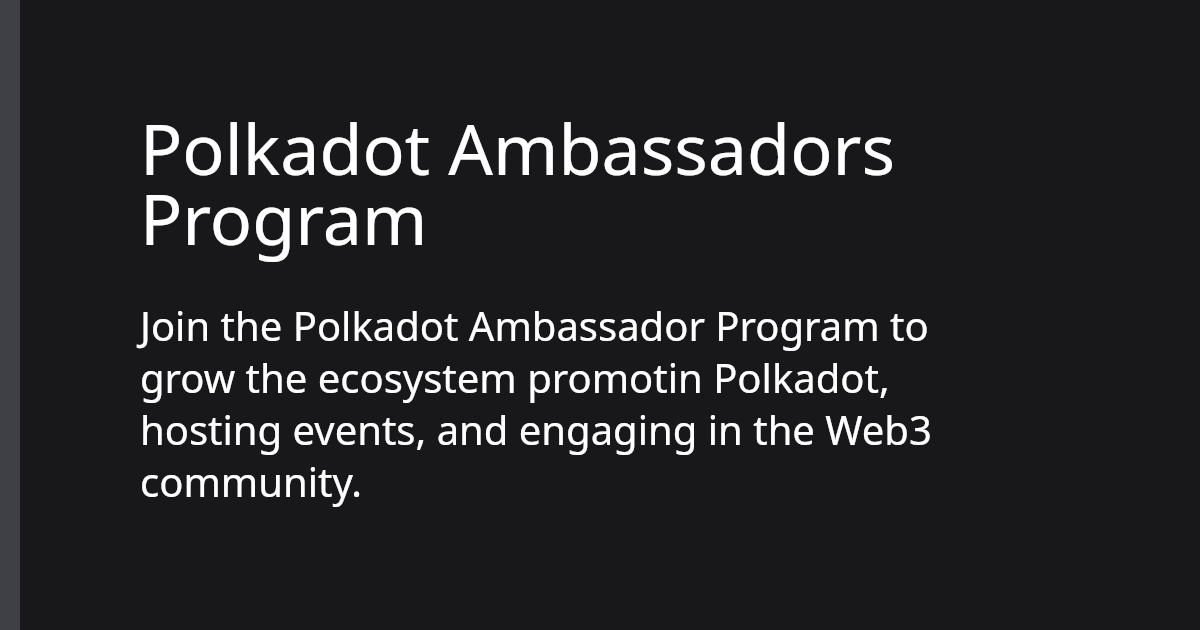 Polkadot Ambassadors
Program
Join the Polkadot Ambassador Program to
grow the ecosystem promotin Polkadot,
hosting events, and engaging in the Web3
community.